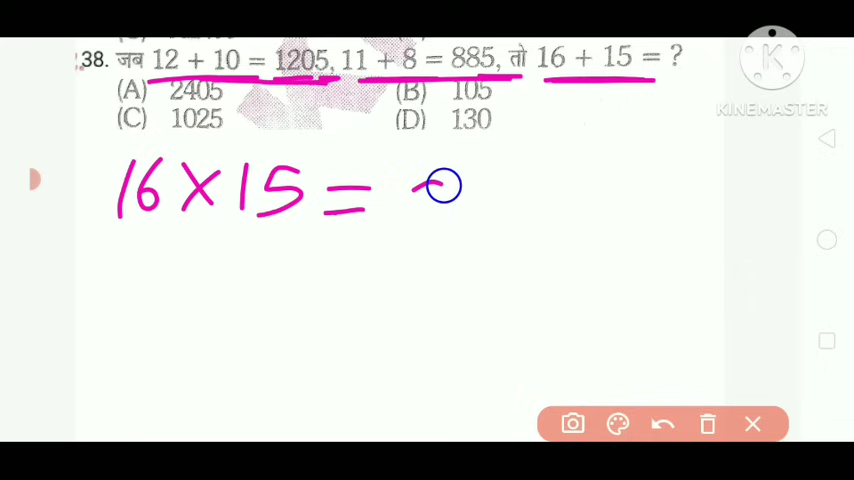 38. जब 12 + 10 = 1205, 11 + 8 = 885, तो 16 + 15 = ?
(A) 2405 (B) 105
(C) 1025 (D) 130
16 × 15 =
K
KINEMASTER